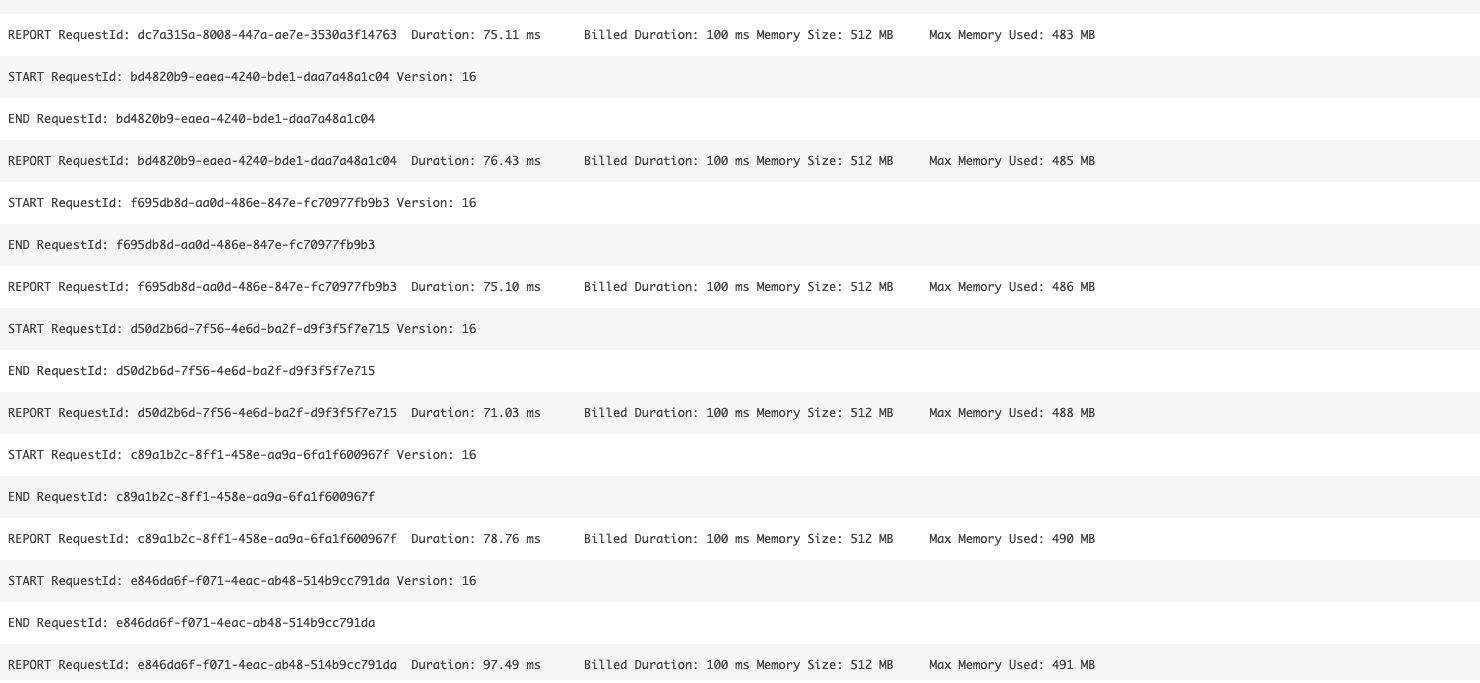 REPORT RequestId: dc7a315a-8008-447a-ae7e-3530a3f14763 Duration: 75.11 ms Billed Duration: 100 ms Memory Size: 512 MB Max Memory Used: 483 MB
START RequestId: bd4820b9-eaea-4240-bde1-daa7a48a1c04 Version: 16
END RequestId: bd4820b9-eaea-4240-bde1-daa7a48a1c04
REPORT RequestId: bd4820b9-eaea-4240-bde1-daa7a48a1c04 Duration: 76.43 ms Billed Duration: 100 ms Memory Size: 512 MB Max Memory Used: 485 MB
START RequestId: f695db8d-aa0d-486e-847e-fc70977fb9b3 Version: 16
END RequestId: f695db8d-aa0d-486e-847e-fc70977fb9b3
REPORT RequestId: f695db8d-aa0d-486e-847e-fc70977fb9b3 Duration: 75.10 ms Billed Duration: 100 ms Memory Size: 512 MB Max Memory Used: 486 MB
START RequestId: d50d2b6d-7f56-4e6d-ba2f-d9f3f5f7e715 Version: 16
END RequestId: d50d2b6d-7f56-4e6d-ba2f-d9f3f5f7e715
REPORT RequestId: d50d2b6d-7f56-4e6d-ba2f-d9f3f5f7e715 Duration: 71.03 ms Billed Duration: 100 ms Memory Size: 512 MB Max Memory Used: 488 MB
START RequestId: c89a1b2c-8ff1-458e-aa9a-6fa1f600967f Version: 16
END RequestId: c89a1b2c-8ff1-458e-aa9a-6fa1f600967f
REPORT RequestId: c89a1b2c-8ff1-458e-aa9a-6fa1f600967f Duration: 78.76 ms Billed Duration: 100 ms Memory Size: 512 MB Max Memory Used: 490 MB
START RequestId: e846da6f-f071-4eac-ab48-514b9cc791da Version: 16
END RequestId: e846da6f-f071-4eac-ab48-514b9cc791da
REPORT RequestId: e846da6f-f071-4eac-ab48-514b9cc791da Duration: 97.49 ms Billed Duration: 100 ms Memory Size: 512 MB Max Memory Used: 491 MB